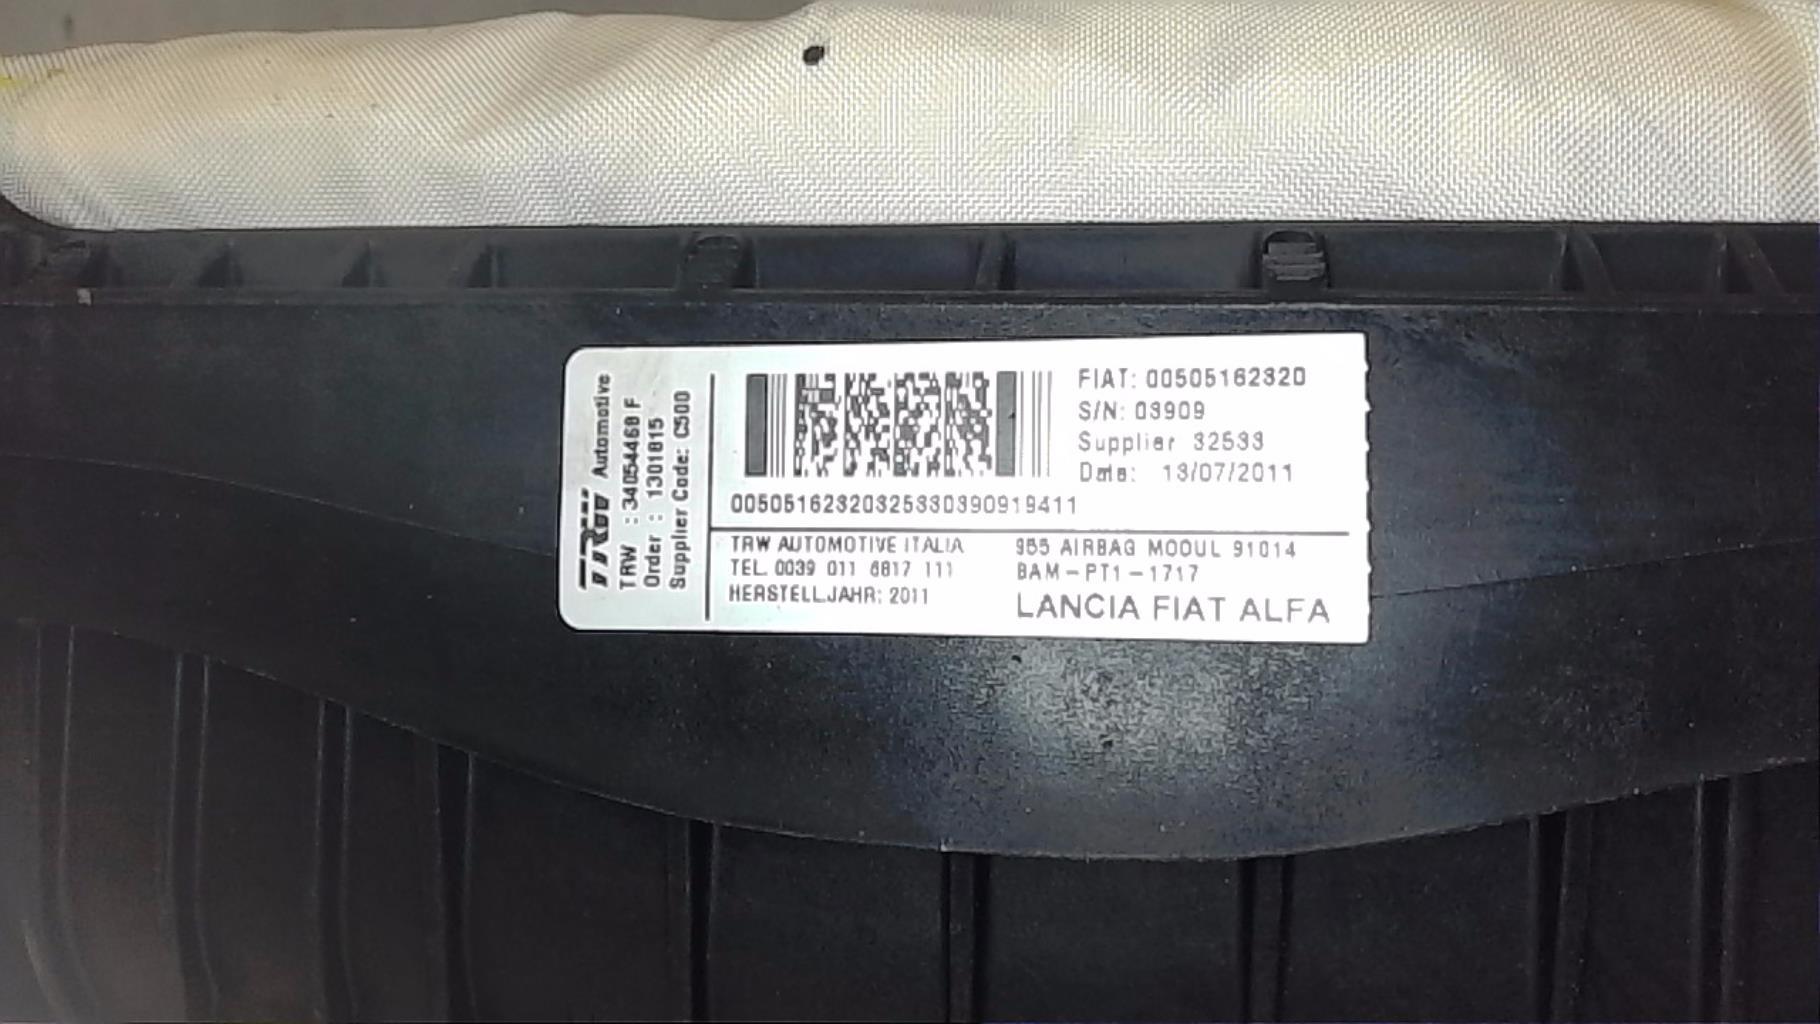 TRW Automotive
TRW : 34054468 F
Order : 1301815
Supplier Code: C500
FIAT: 00505162320
S/N: 03909
Supplier 32533
Date: 13/07/2011
00505162320325330390919411
TRW AUTOMOTIVE ITALIA
TEL. 0039 011 6817 111
HERSTELLJAHR: 2011
955 AIRBAG MODUL 91014
BAM-PT1-1717
LANCIA FIAT ALFA